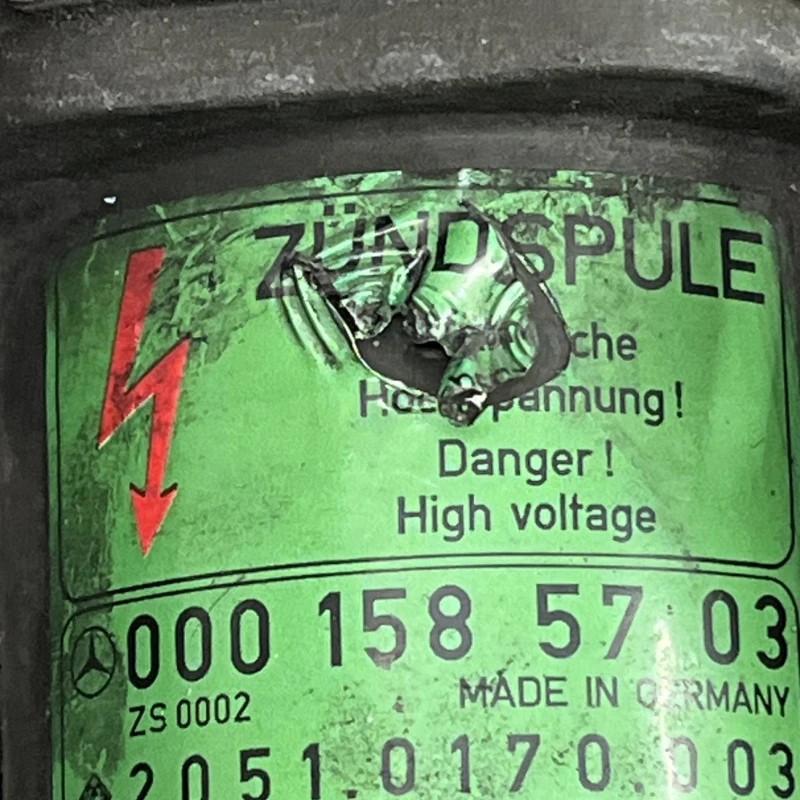 ZÜNDSPULE
Danger!
High voltage
000 158 57 03
ZS 0002
MADE IN GERMANY
2051.0170.003